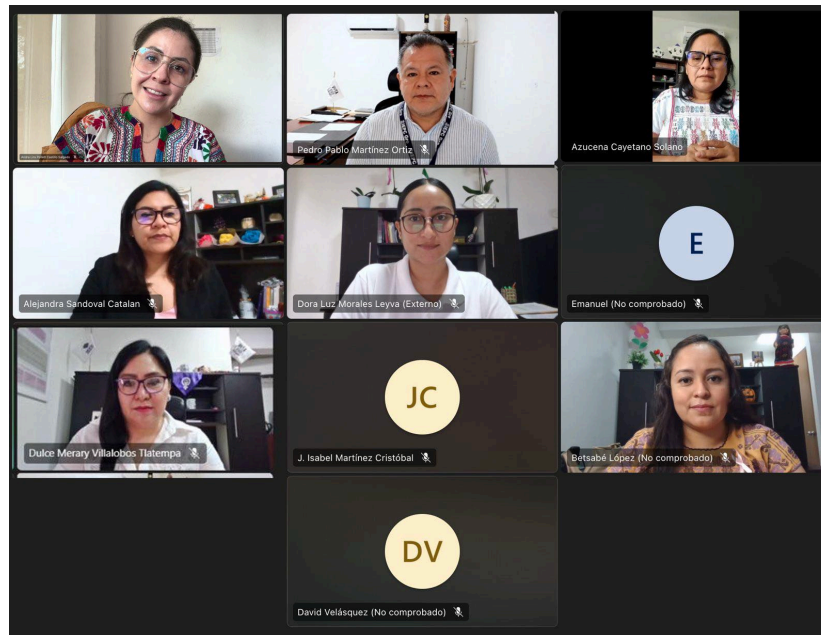 Pedro Pablo Martínez Ortiz
Azucena Cayetano Solano
Alejandra Sandoval Catalan
Dora Luz Morales Leyva (Externo)
E
Emanuel (No comprobado)
Dulce Merary Villalobos Tlatempa
JC
J. Isabel Martínez Cristóbal
Betsabé López (No comprobado)
DV
David Velásquez (No comprobado)